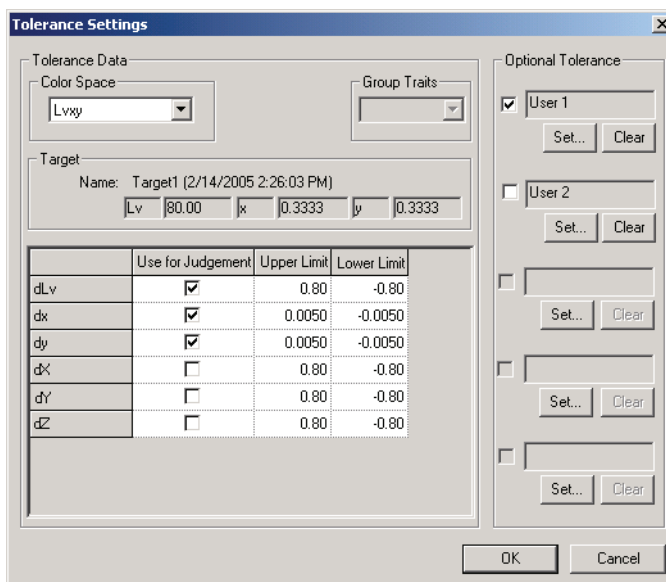 Tolerance Settings
Tolerance Data
Color Space
Lvxy
Group Traits
Target
Name: Target1 (2/14/2005 2:26:03 PM)
Lv 80.00 x 0.3333 y 0.3333
Use for Judgement Upper Limit Lower Limit
dLv 0.80 -0.80
dx 0.0050 -0.0050
dy 0.0050 -0.0050
dX 0.80 -0.80
dY 0.80 -0.80
dZ 0.80 -0.80
Optional Tolerance
User 1
Set... Clear
User 2
Set... Clear
Set... Clear
Set... Clear
Set... Clear
OK Cancel